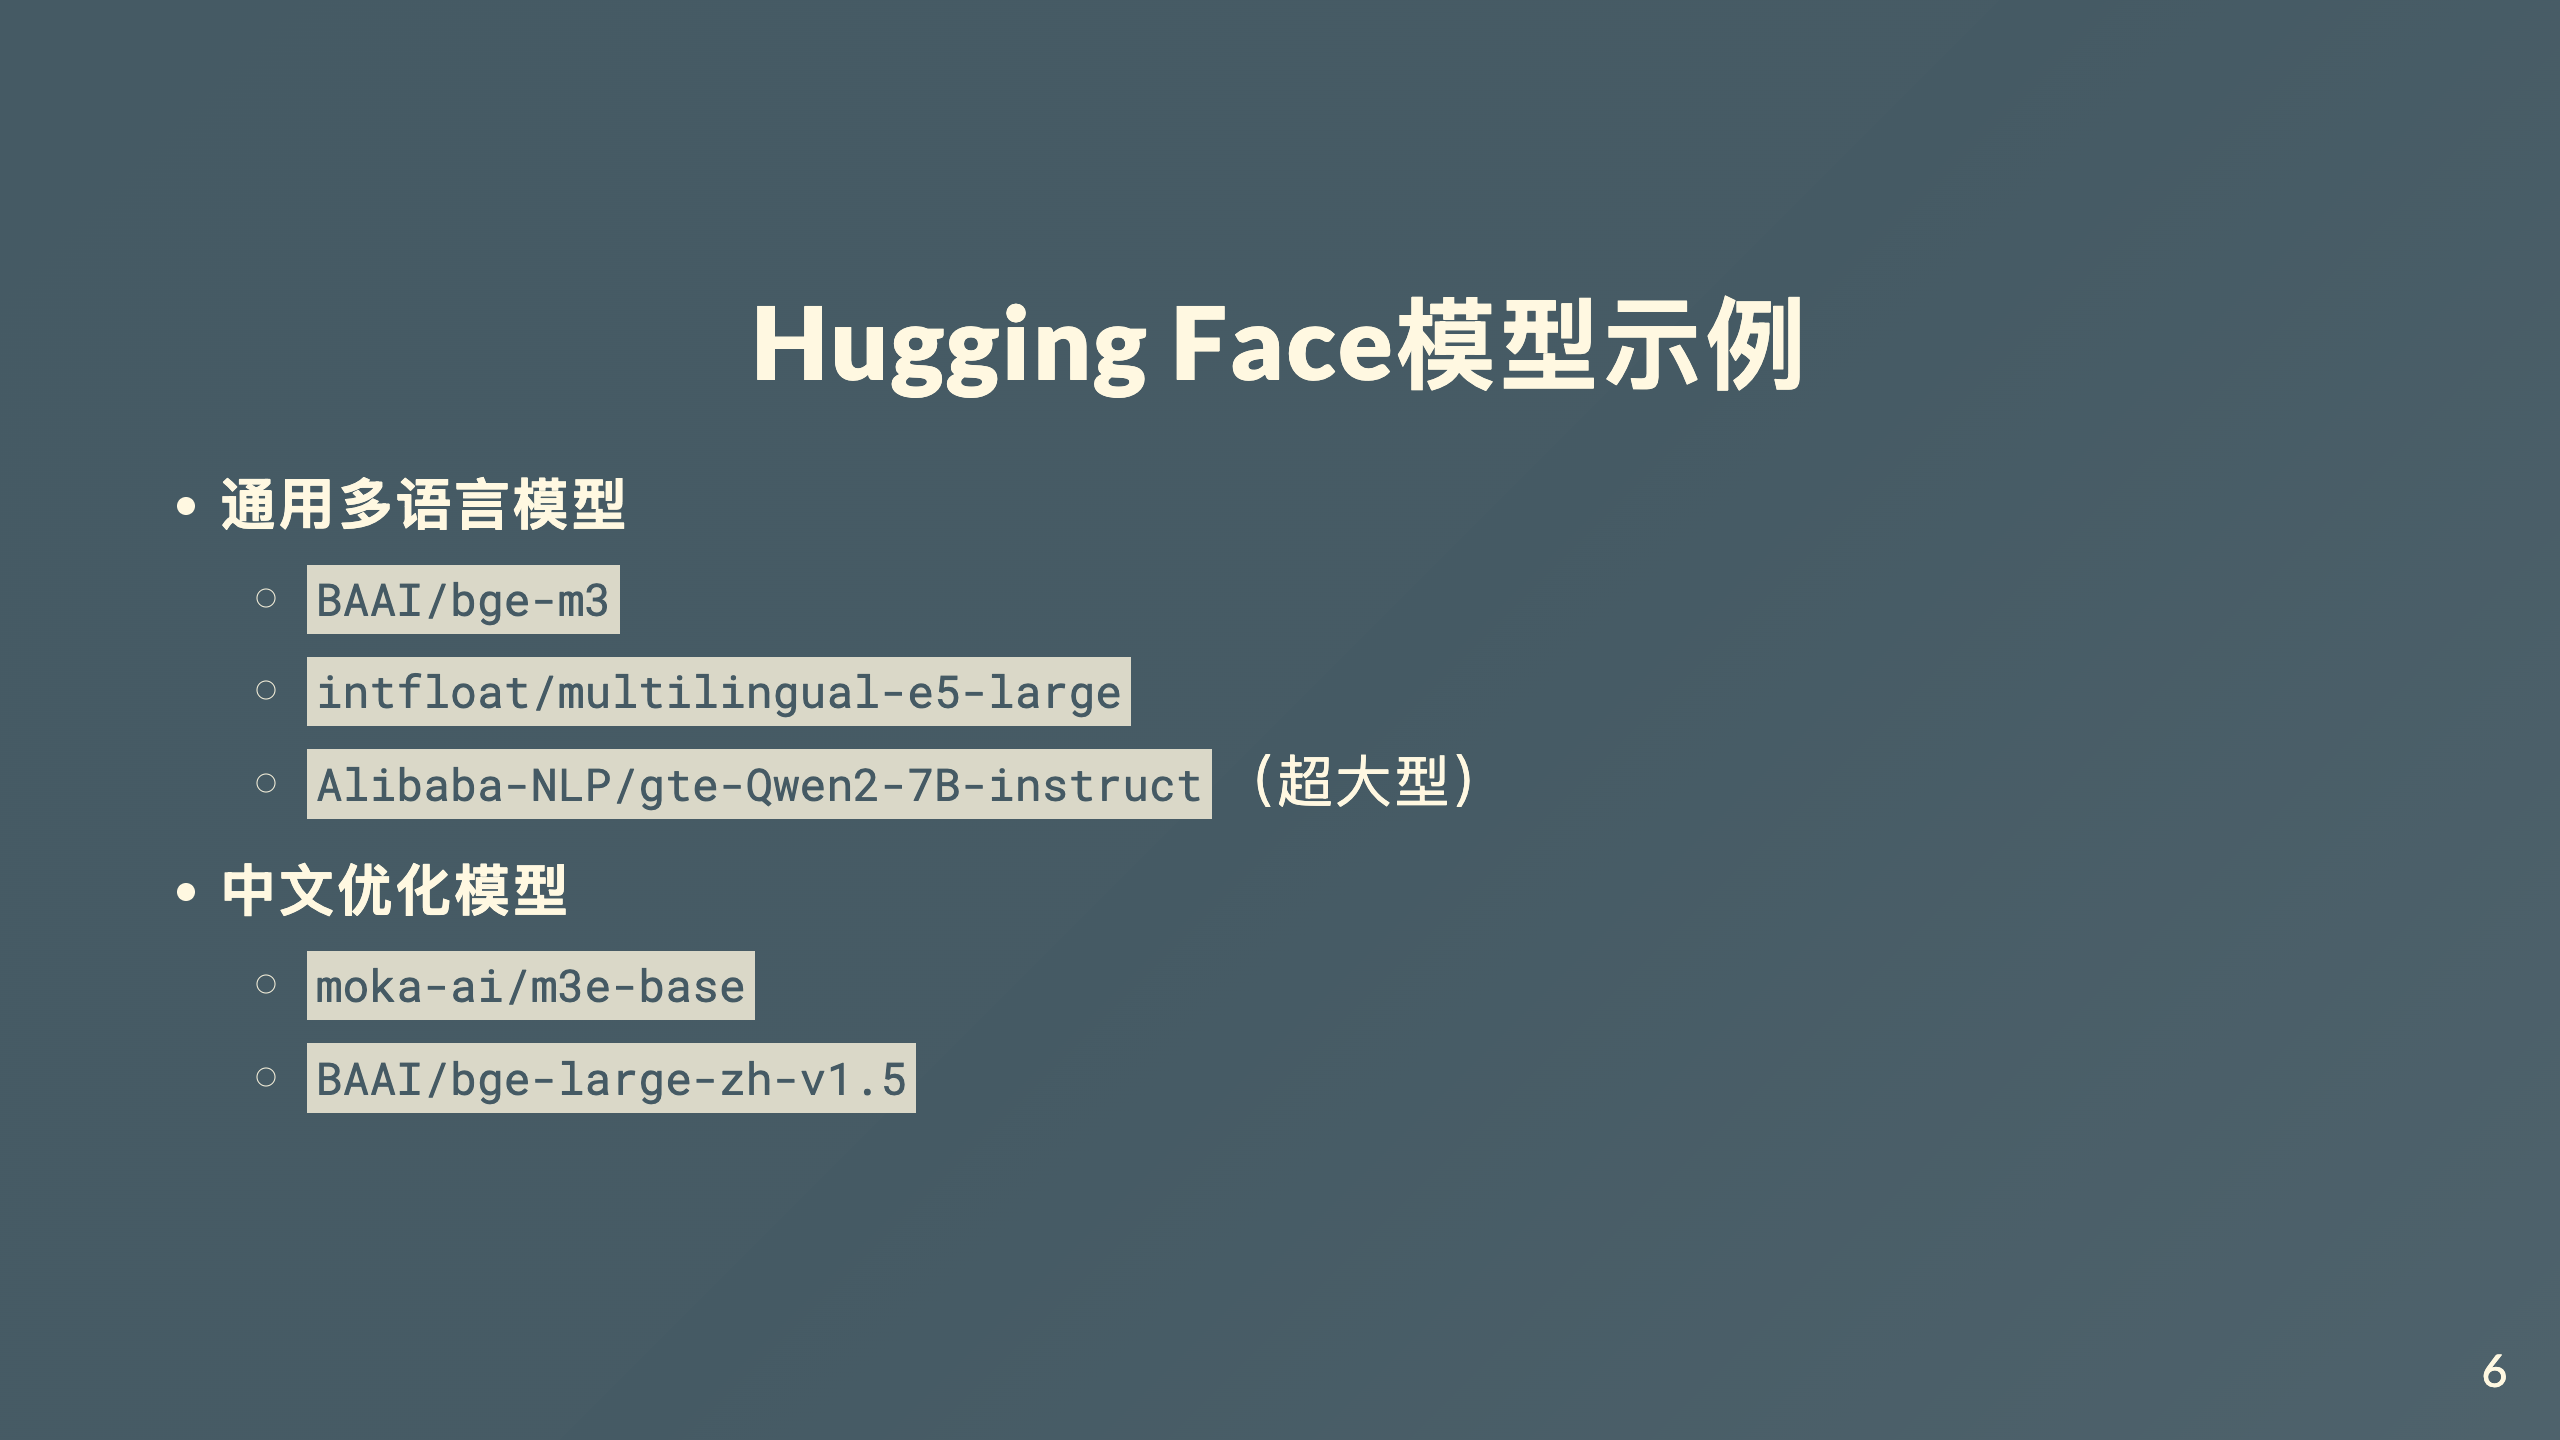 Hugging Face模型示例
通用多语言模型
BAAI/bge-m3
intfloat/multilingual-e5-large
Alibaba-NLP/gte-Qwen2-7B-instruct（超大型）
中文优化模型
moka-ai/m3e-base
BAAI/bge-large-zh-v1.5
6